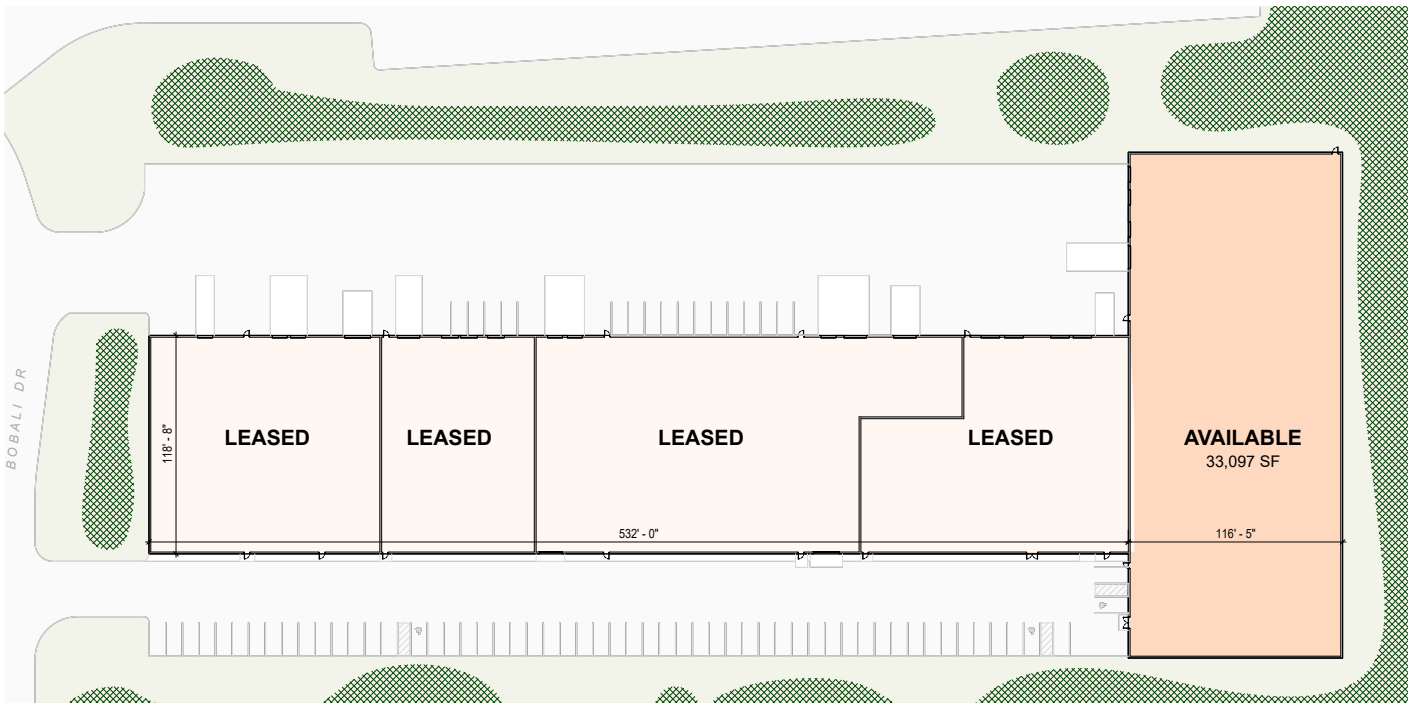 BOBALI DR
118' - 8"
LEASED
LEASED
LEASED
LEASED
AVAILABLE
33,097 SF
532' - 0"
116' - 5"